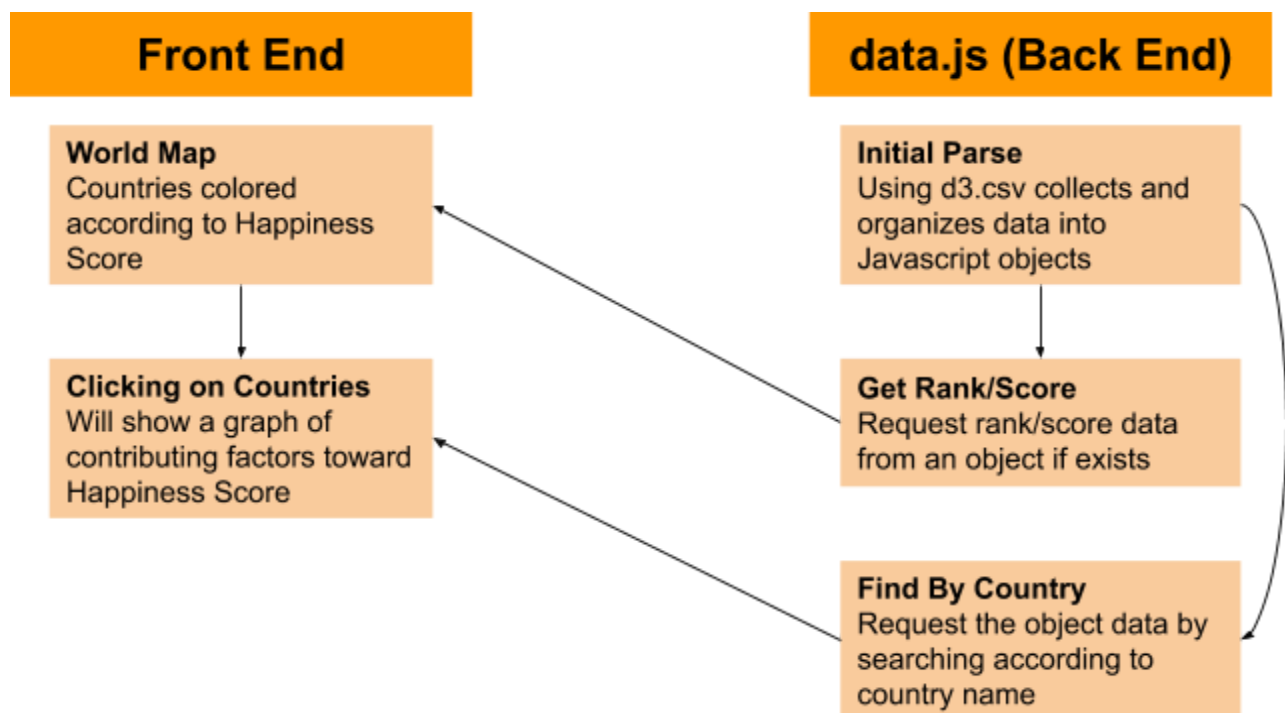 Front End
World Map
Countries colored
according to Happiness
Score
Clicking on Countries
Will show a graph of
contributing factors toward
Happiness Score
data.js (Back End)
Initial Parse
Using d3.csv collects and
organizes data into
Javascript objects
Get Rank/Score
Request rank/score data
from an object if exists
Find By Country
Request the object data by
searching according to
country name